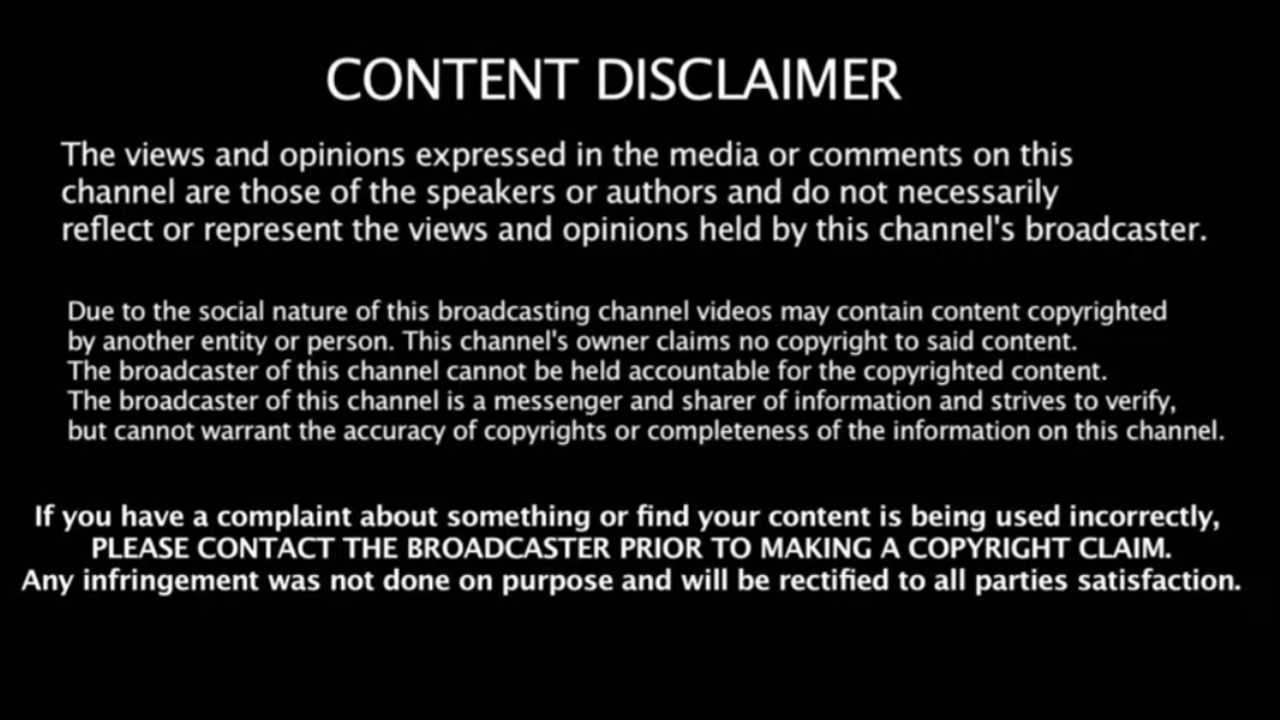 CONTENT DISCLAIMER
The views and opinions expressed in the media or comments on this
channel are those of the speakers or authors and do not necessarily
reflect or represent the views and opinions held by this channel's broadcaster.
Due to the social nature of this broadcasting channel videos may contain content copyrighted
by another entity or person. This channel's owner claims no copyright to said content.
The broadcaster of this channel cannot be held accountable for the copyrighted content.
The broadcaster of this channel is a messenger and sharer of information and strives to verify,
but cannot warrant the accuracy of copyrights or completeness of the information on this channel.
If you have a complaint about something or find your content is being used incorrectly,
PLEASE CONTACT THE BROADCASTER PRIOR TO MAKING A COPYRIGHT CLAIM.
Any infringement was not done on purpose and will be rectified to all parties satisfaction.